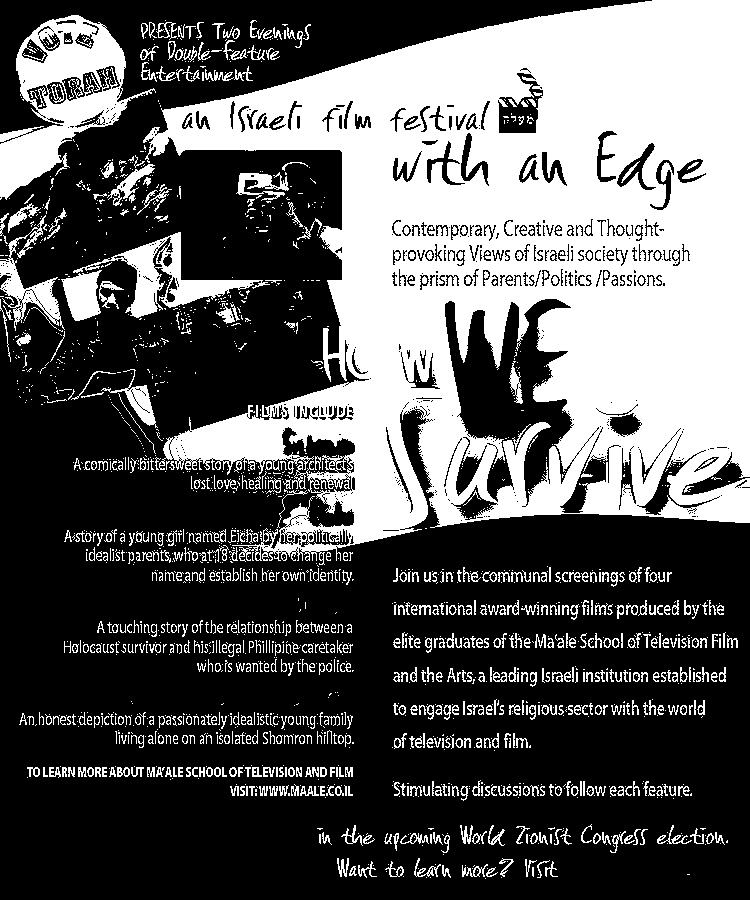 VOTE
TORAH
PRESENTS Two Evenings
of Double-Feature
Entertainment
an Israeli film festival
מעלה
with an Edge
Contemporary, Creative and Thought-
provoking Views of Israeli society through
the prism of Parents/Politics /Passions.
How WE
Survive
FILMS INCLUDE
A comically bittersweet story of a young architect's
lost love, healing and renewal
A story of a young girl named Eicha by her politically
idealist parents, who at 18 decides to change her
name and establish her own identity.
A touching story of the relationship between a
Holocaust survivor and his illegal Phillipine caretaker
who is wanted by the police.
An honest depiction of a passionately idealistic young family
living alone on an isolated Shomron hilltop.
TO LEARN MORE ABOUT MA'ALE SCHOOL OF TELEVISION AND FILM
VISIT: WWW.MAALE.CO.IL
Join us in the communal screenings of four
international award-winning films produced by the
elite graduates of the Ma'ale School of Television Film
and the Arts, a leading Israeli institution established
to engage Israel's religious sector with the world
of television and film.
Stimulating discussions to follow each feature.
in the upcoming World Zionist Congress election.
Want to learn more? Visit